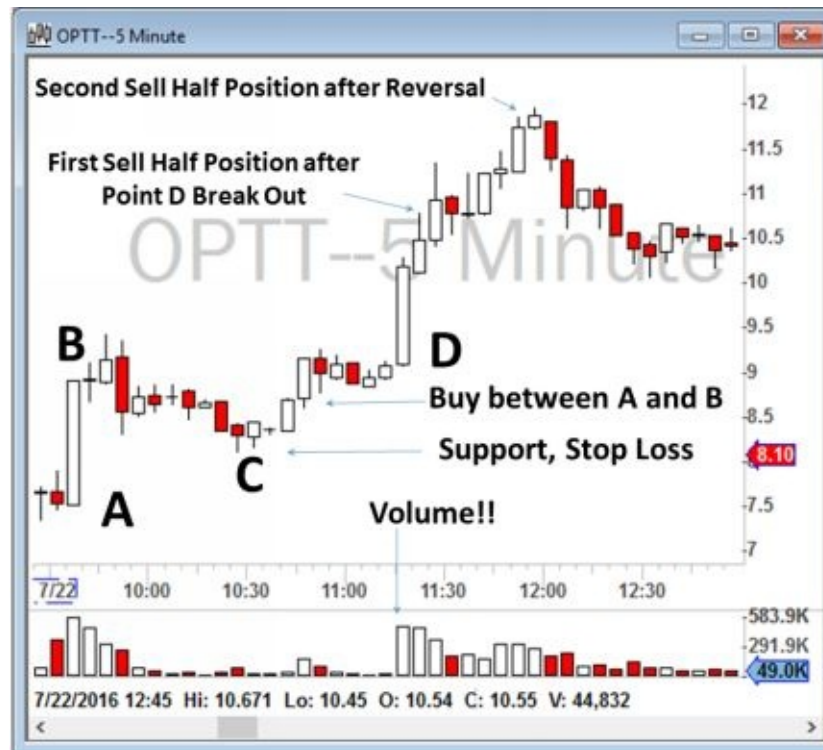 OPTT--5 Minute
Second Sell Half Position after Reversal
First Sell Half Position after
Point D Break Out
OPTT--5 Minute
B
D
Buy between A and B
Support, Stop Loss
C
A
Volume!!
12
11.5
11
10.5
10
9.5
9
8.5
8.10
7.5
7
7/22 10:00 10:30 11:00 11:30 12:00 12:30
583.9K
291.9K
49.0K
7/22/2016 12:45 Hi: 10.671 Lo: 10.45 O: 10.54 C: 10.55 V: 44,832